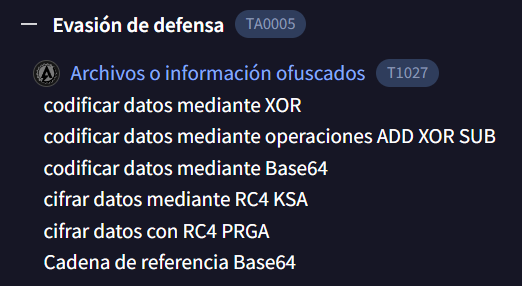 — Evasión de defensa TA0005
Archivos o información ofuscados T1027
codificar datos mediante XOR
codificar datos mediante operaciones ADD XOR SUB
codificar datos mediante Base64
cifrar datos mediante RC4 KSA
cifrar datos con RC4 PRGA
Cadena de referencia Base64